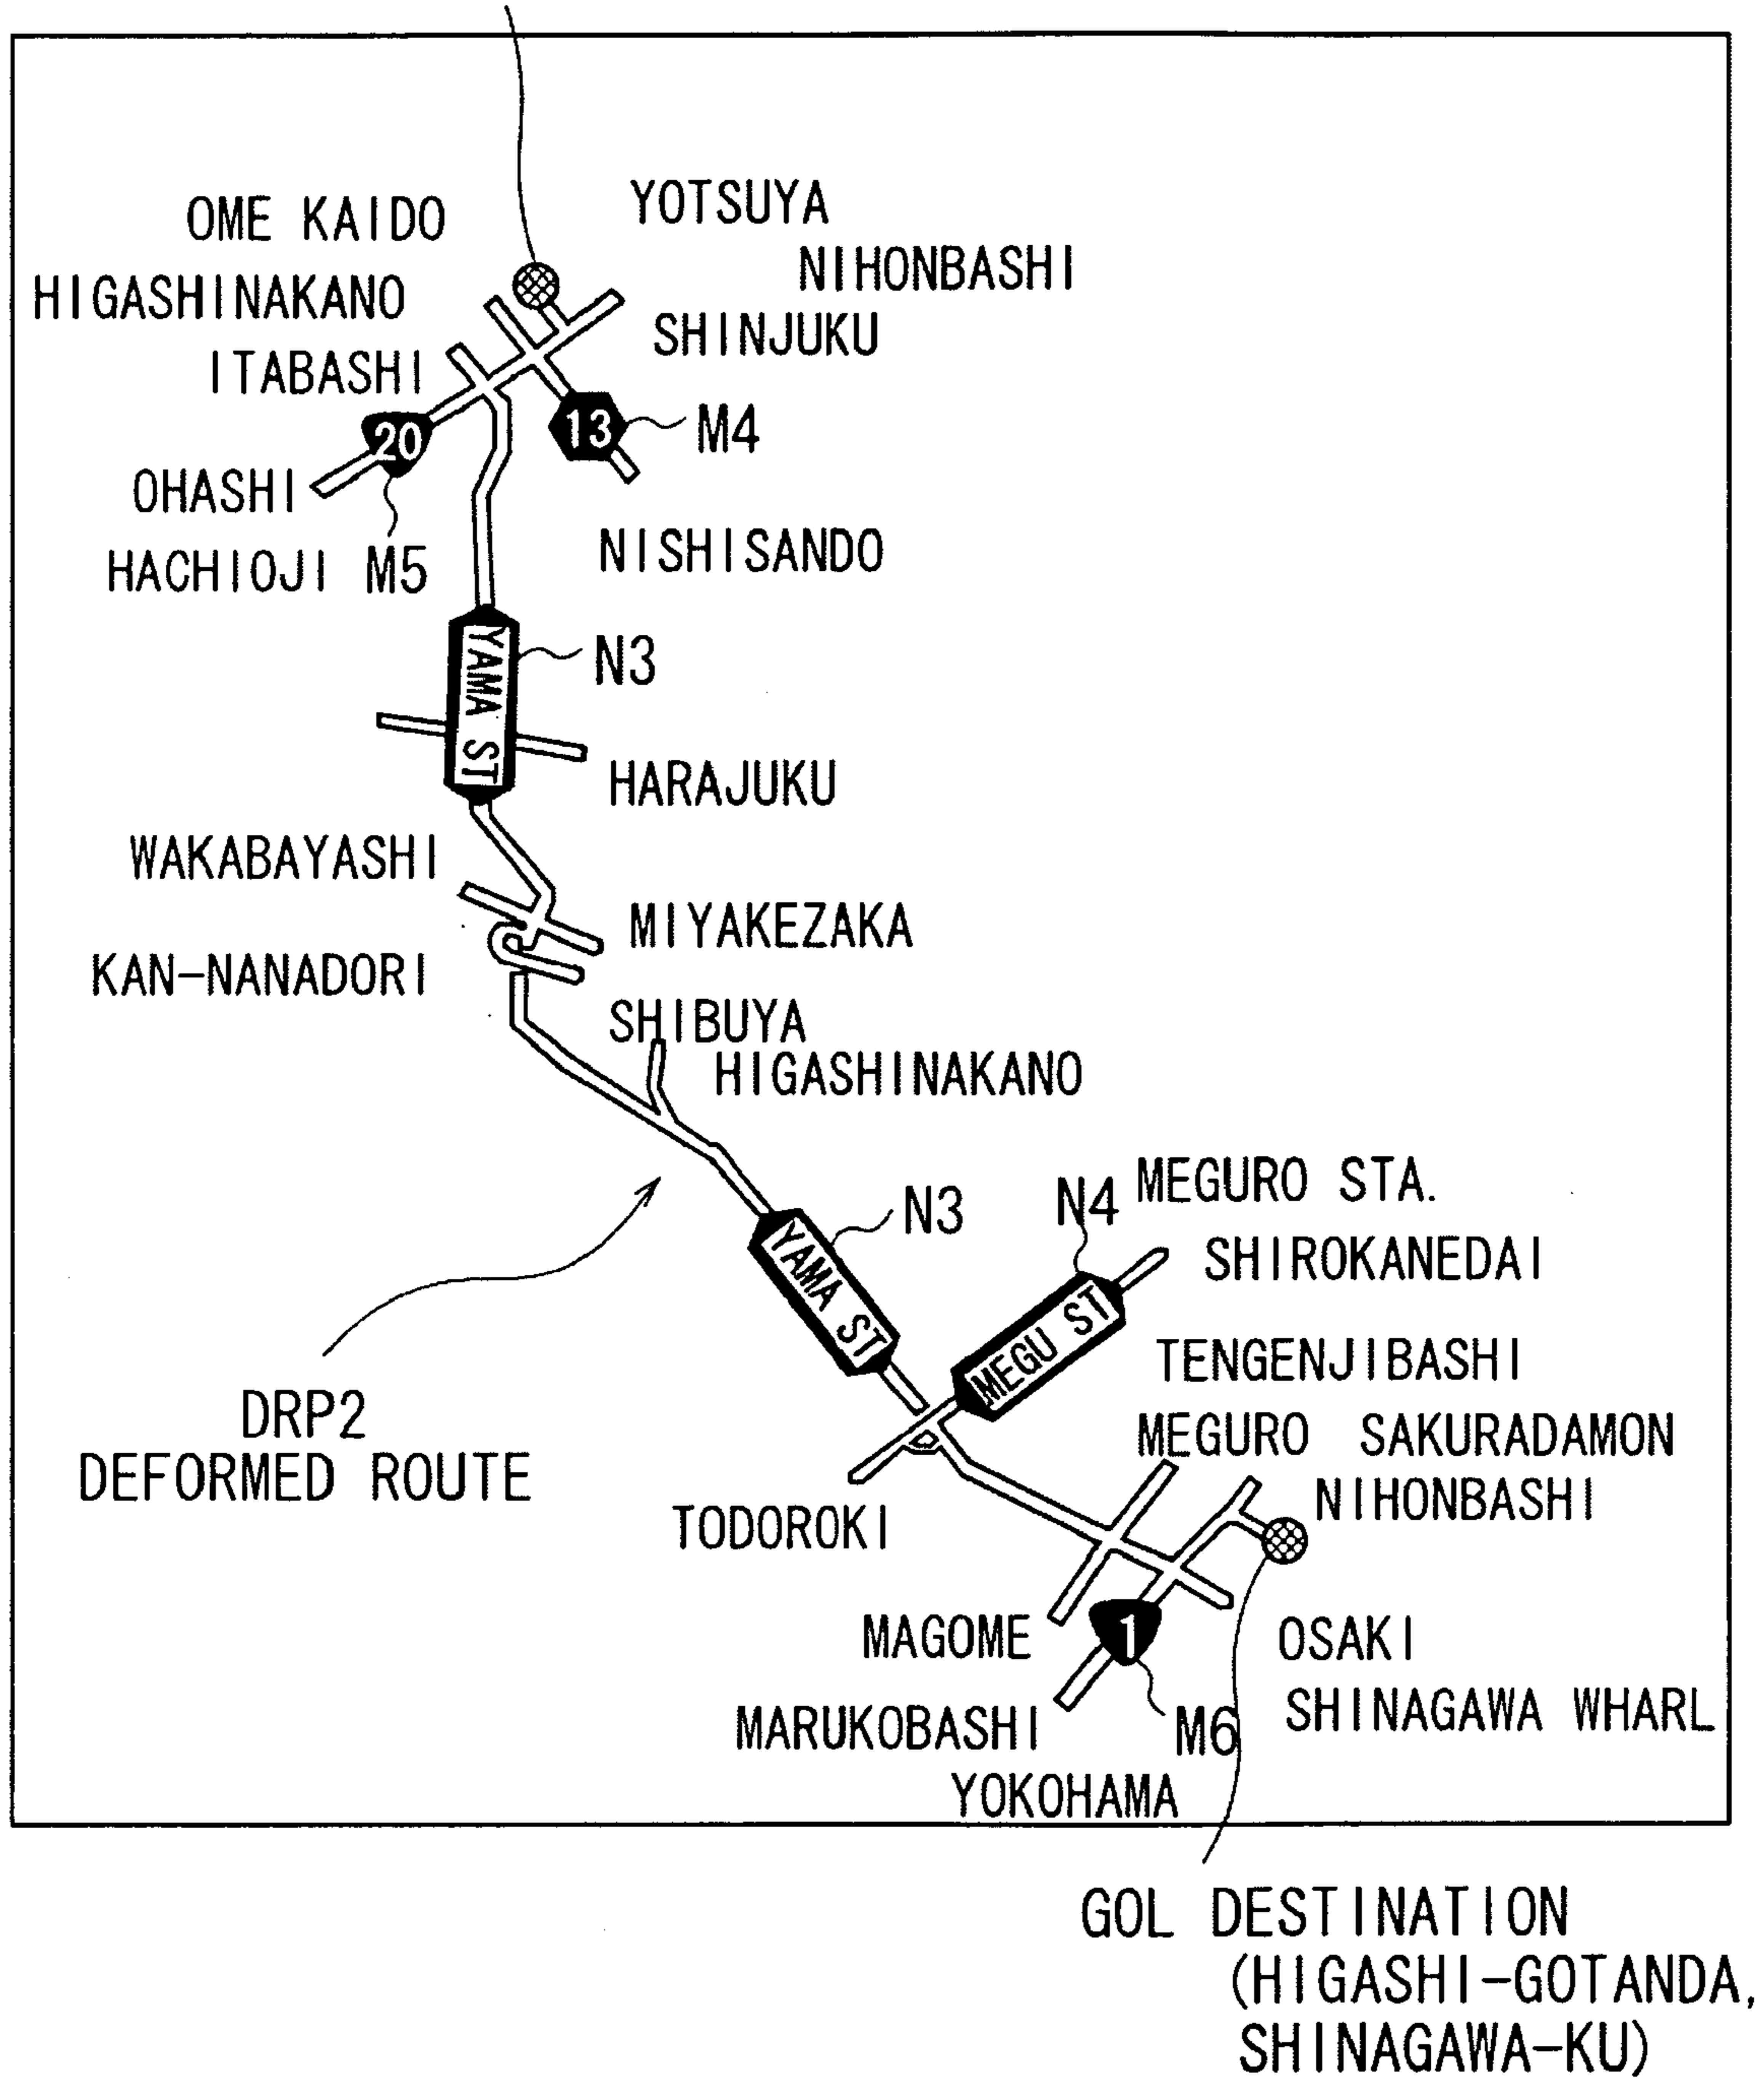 YOTSUYA
OME KAIDO
NIHONBASHI
HIGASHINAKANO
SHINJUKU
ITABASHI
20
13
M4
OHASHI
HACHIOJI
M5
NISHISANDO
YAMA ST
N3
HARAJUKU
WAKABAYASHI
MIYAKEZAKA
KAN-NANADORI
SHIBUYA
HIGASHINAKANO
MEGURO STA.
N3
N4
SHIROKANEDAI
YAMA ST
MEGU ST
TENGENJIBASHI
DRP2
DEFORMED ROUTE
MEGURO
SAKURADAMON
NIHONBASHI
TODOROKI
MAGOME
1
OSAKI
MARUKOBASHI
M6
SHINAGAWA WHARL
YOKOHAMA
GOL DESTINATION
(HIGASHI-GOTANDA,
SHINAGAWA-KU)